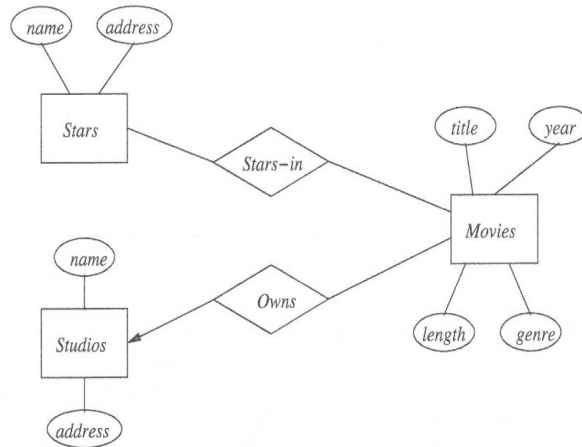 name
address
Stars
Stars-in
title
year
Movies
name
Owns
length
genre
Studios
address